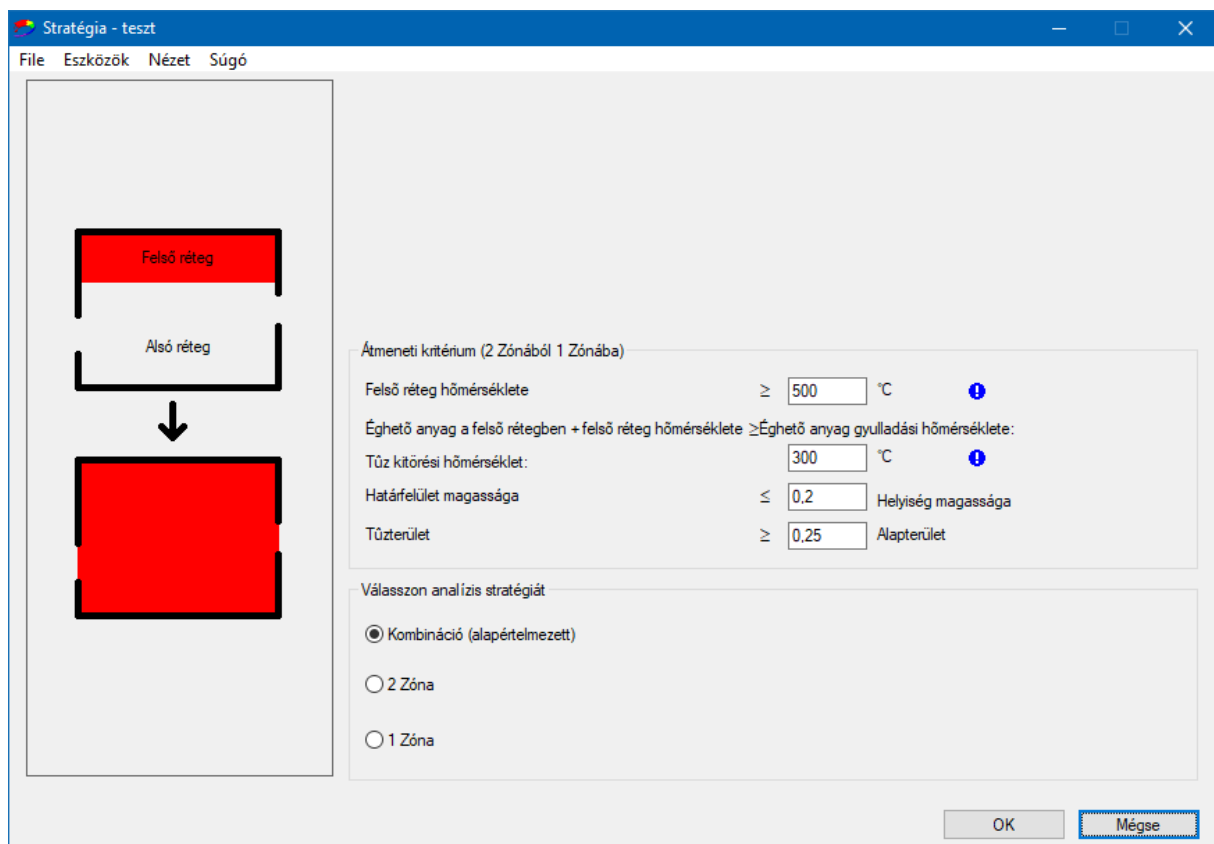 Stratégia - teszt
File Eszközök Nézet Súgó
Felső réteg
Alsó réteg
Átmeneti kritérium (2 Zónából 1 Zónába)
Felsõ réteg hõmérséklete ≥ 500 °C
Éghetõ anyag a felsõ rétegben + felsõ réteg hõmérséklete ≥Éghetõ anyag gyulladási hõmérséklete:
Tûz kitörési hõmérséklet: 300 °C
Határfelület magassága ≤ 0,2 Helyiség magassága
Tûzterület ≥ 0,25 Alapterület
Válasszon analízis stratégiát
Kombináció (alapértelmezett)
2 Zóna
1 Zóna
OK Mégse